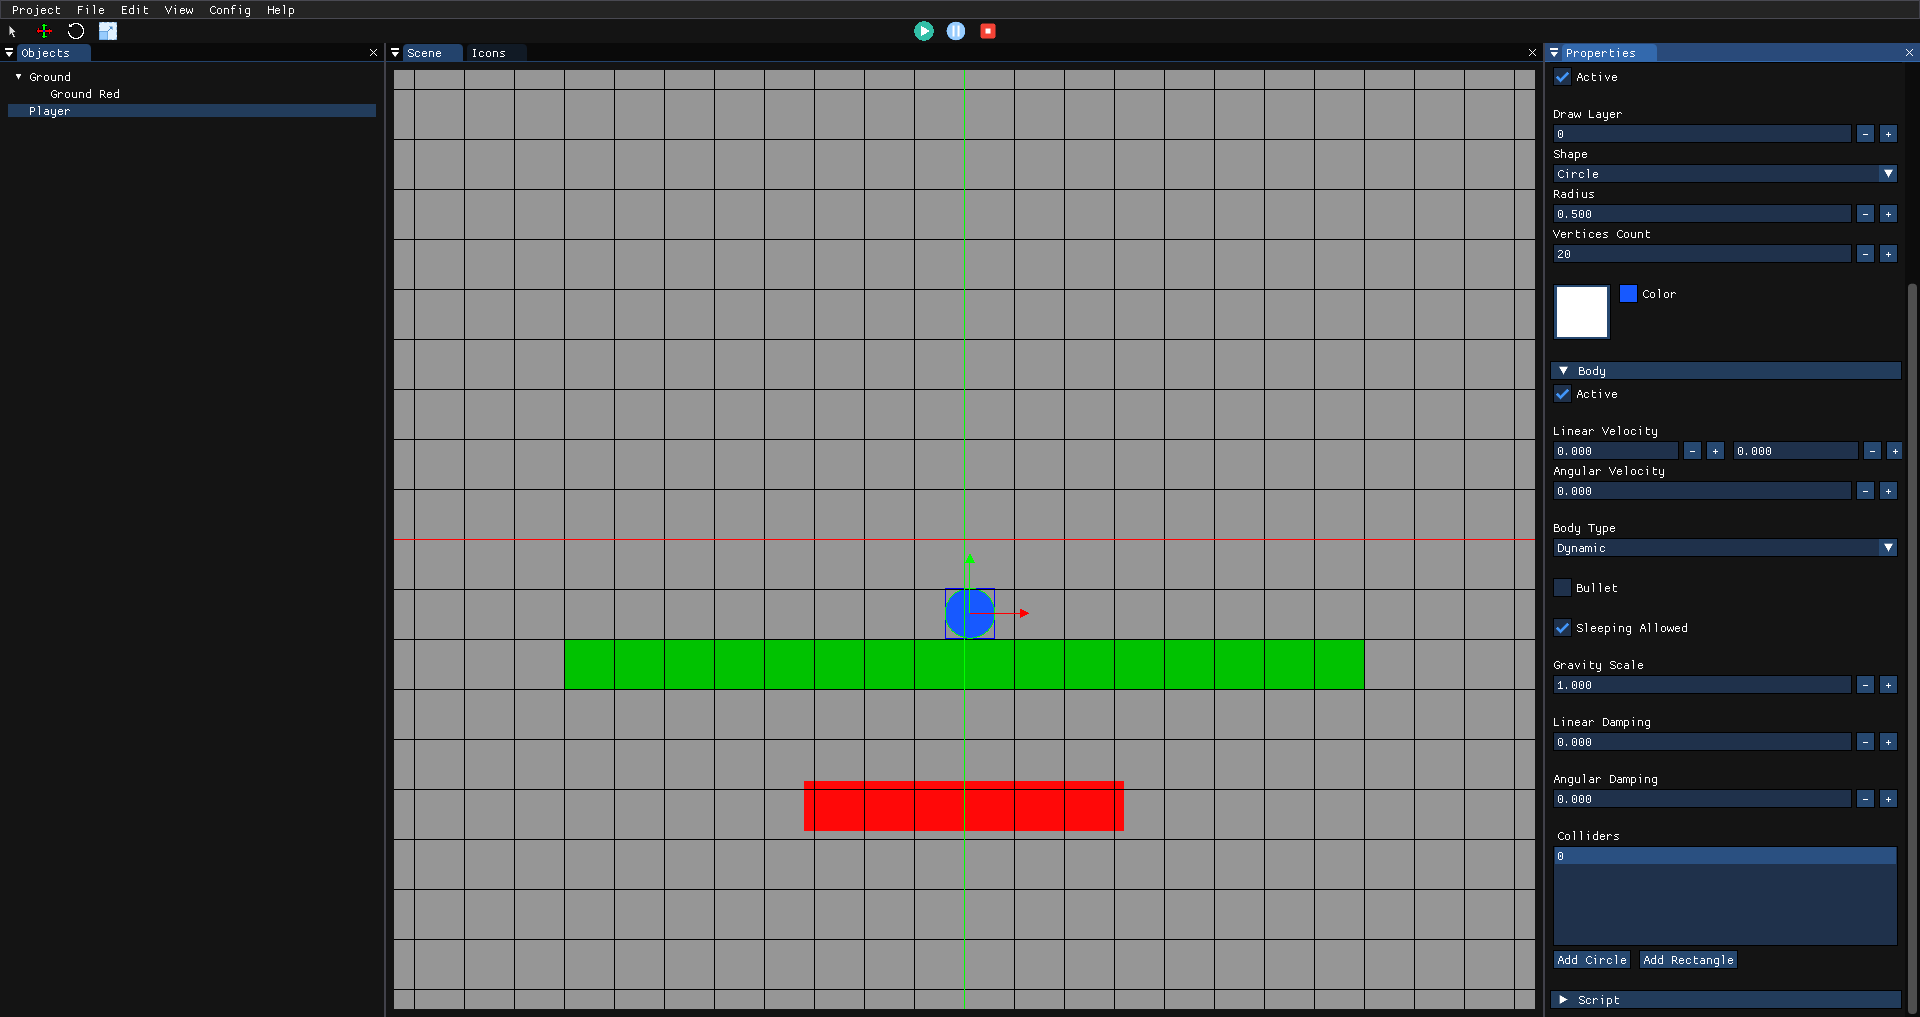 Project File Edit View Config Help
Objects
Ground
Ground Red
Player
Scene Icons
Properties
Active
Draw Layer
0 - +
Shape
Circle
Radius
0.500 - +
Vertices Count
20 - +
Color
Body
Active
Linear Velocity
0.000 - + 0.000 - +
Angular Velocity
0.000 - +
Body Type
Dynamic
Bullet
Sleeping Allowed
Gravity Scale
1.000 - +
Linear Damping
0.000 - +
Angular Damping
0.000 - +
Colliders
0
Add Circle Add Rectangle
Script